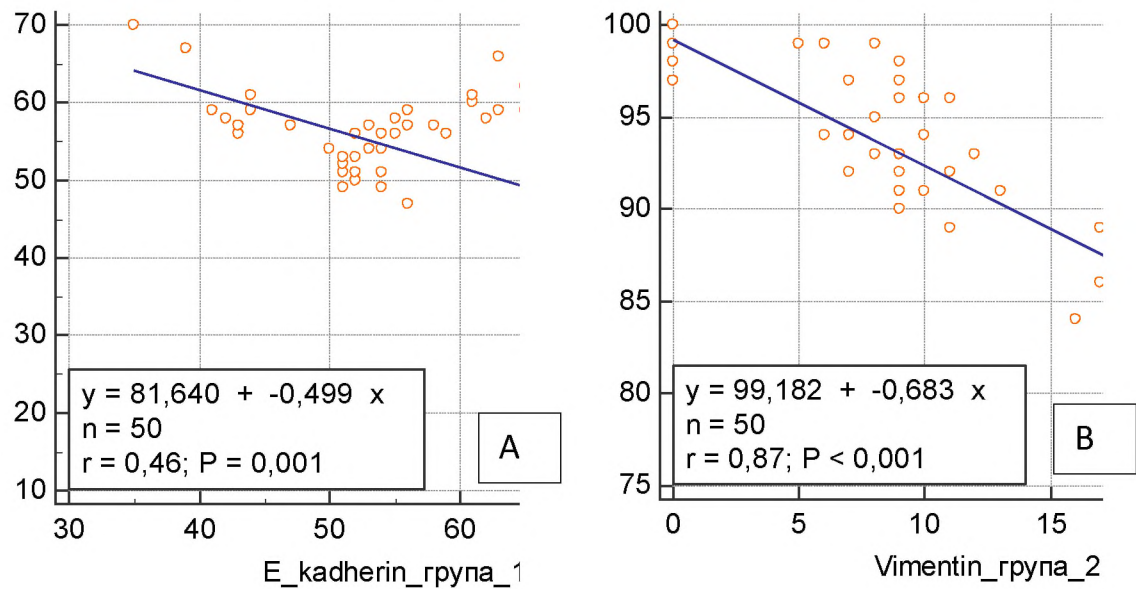 70
60
50
40
30
20
10
30
40
50
60
y = 81,640 + -0,499 x
n = 50
r = 0,46; P = 0,001
A
E_kadherin_група_1
100
95
90
85
80
75
0
5
10
15
y = 99,182 + -0,683 x
n = 50
r = 0,87; P < 0,001
B
Vimentin_група_2